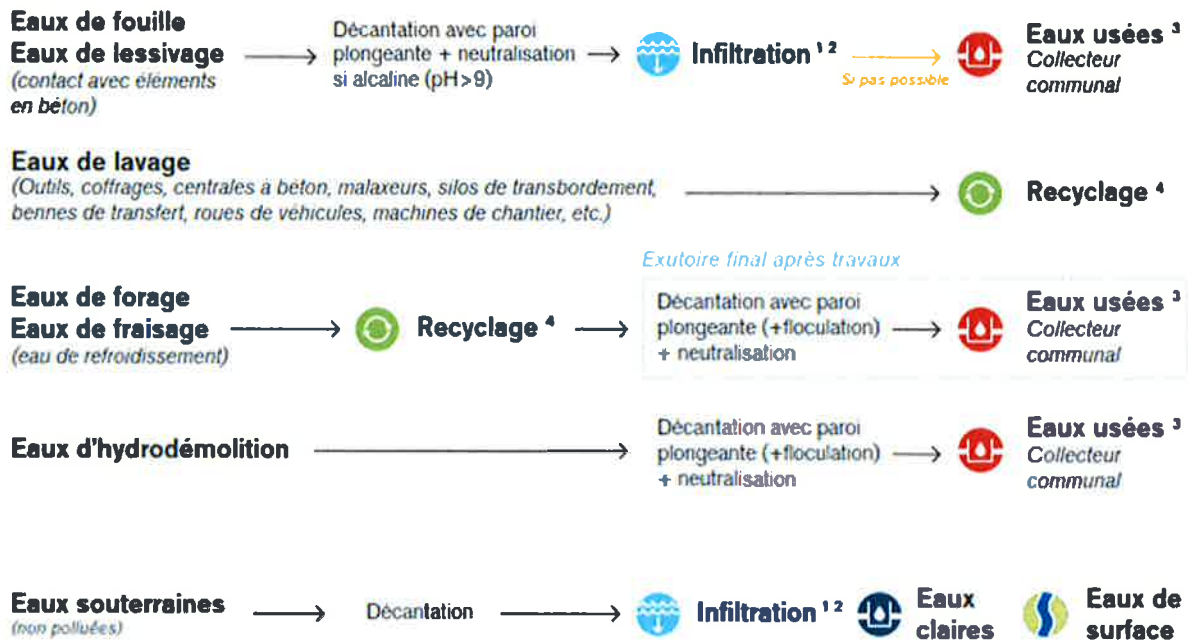 Eaux de fouille
Eaux de lessivage
(contact avec éléments
en béton)
Décantation avec paroi
plongeante + neutralisation
si alcaline (pH>9)
Infiltration ¹ ²
Si pas possible
Eaux usées ³
Collecteur
communal
Eaux de lavage
(Outils, coffrages, centrales à béton, malaxeurs, silos de transbordement,
bennes de transfert, roues de véhicules, machines de chantier, etc.)
Recyclage ⁴
Exutoire final après travaux
Eaux de forage
Eaux de fraisage
(eau de refroidissement)
Recyclage ⁴
Décantation avec paroi
plongeante (+floculation)
+ neutralisation
Eaux usées ³
Collecteur
communal
Eaux d'hydrodémolition
Décantation avec paroi
plongeante (+floculation)
+ neutralisation
Eaux usées ³
Collecteur
communal
Eaux souterraines
(non polluées)
Décantation
Infiltration ¹ ²
Eaux
claires
Eaux de
surface